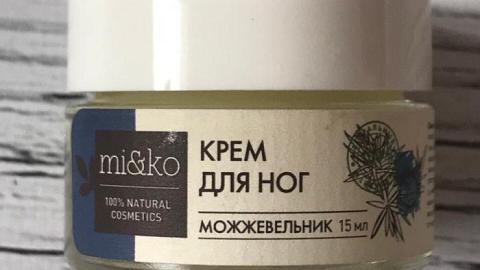 mi&ko
100% NATURAL
COSMETICS
КРЕМ
ДЛЯ НОГ
МОЖЖЕВЕЛЬНИК 15 мл